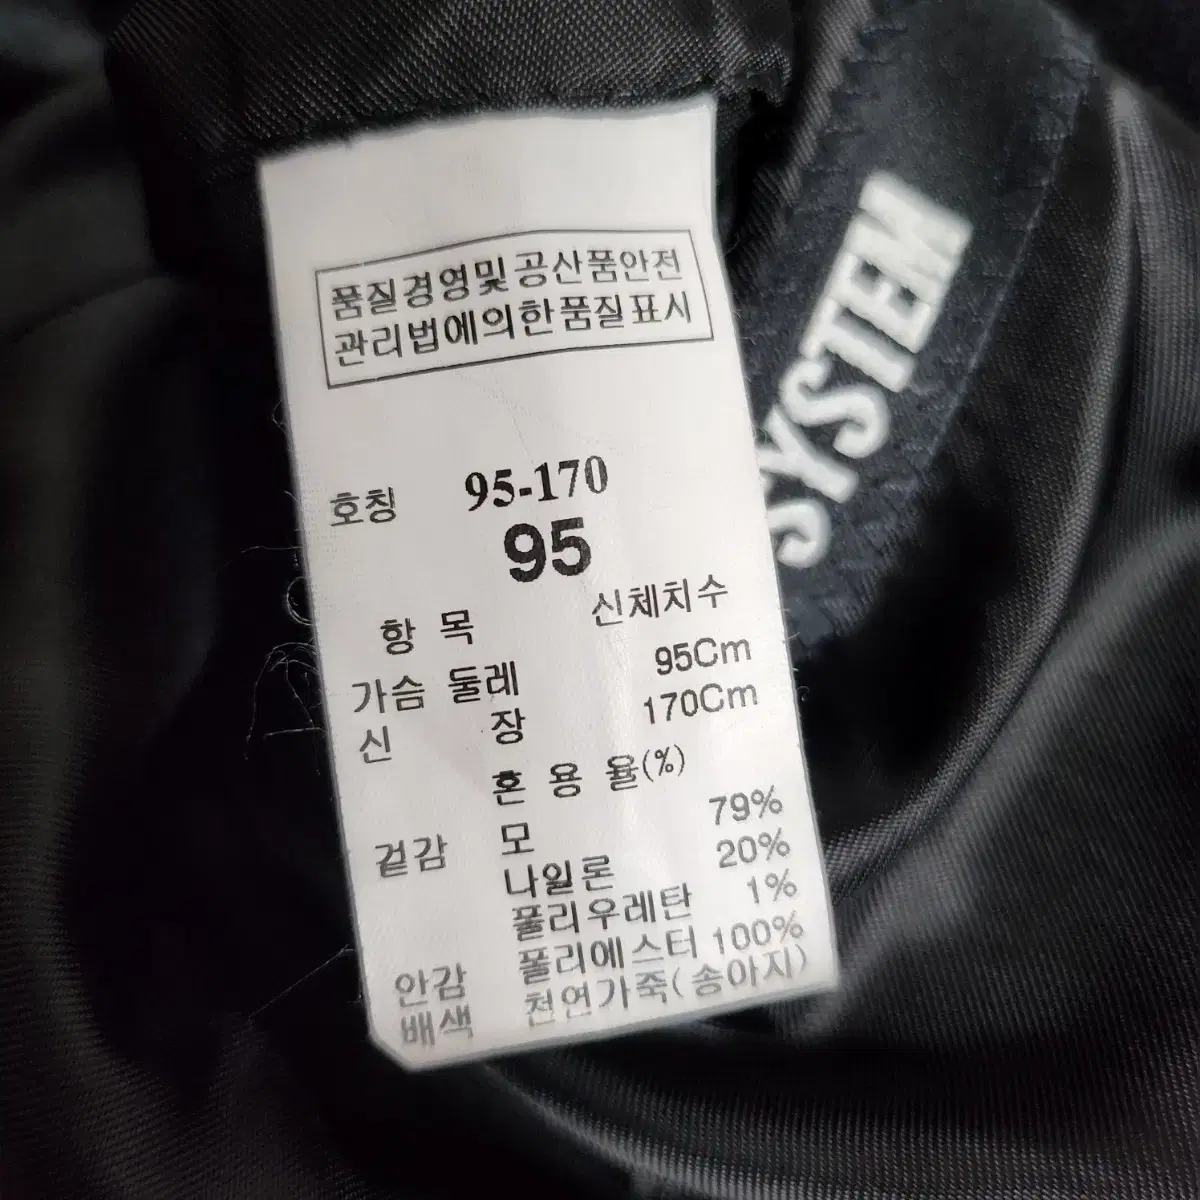 품질경영및공산품안전
관리법에의한품질표시
호칭 95-170
95
항 목 신체치수
가슴 둘레 95Cm
신 장 170Cm
혼 용 율(%)
겉감 모 79%
나일론 20%
폴리우레탄 1%
안감 폴리에스터 100%
배색 천연가죽(송아지)
SYSTEM